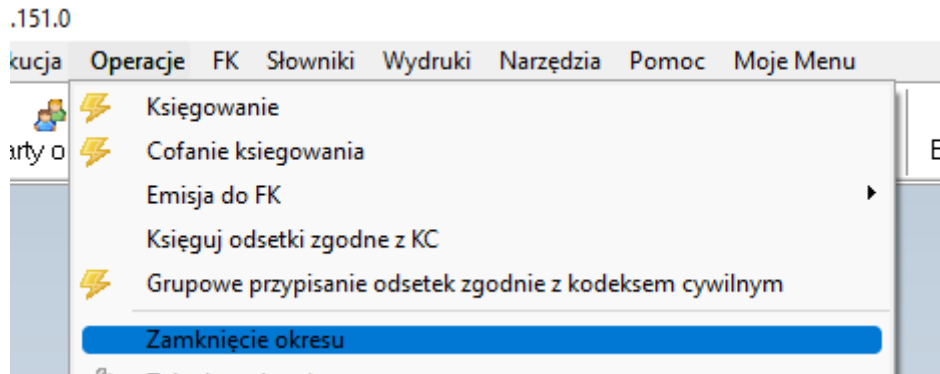 .151.0
kucja Operacje FK Słowniki Wydruki Narzędzia Pomoc Moje Menu
Księgowanie
arty o
Cofanie ksiegowania
Emisja do FK
Księguj odsetki zgodne z KC
Grupowe przypisanie odsetek zgodnie z kodeksem cywilnym
Zamknięcie okresu